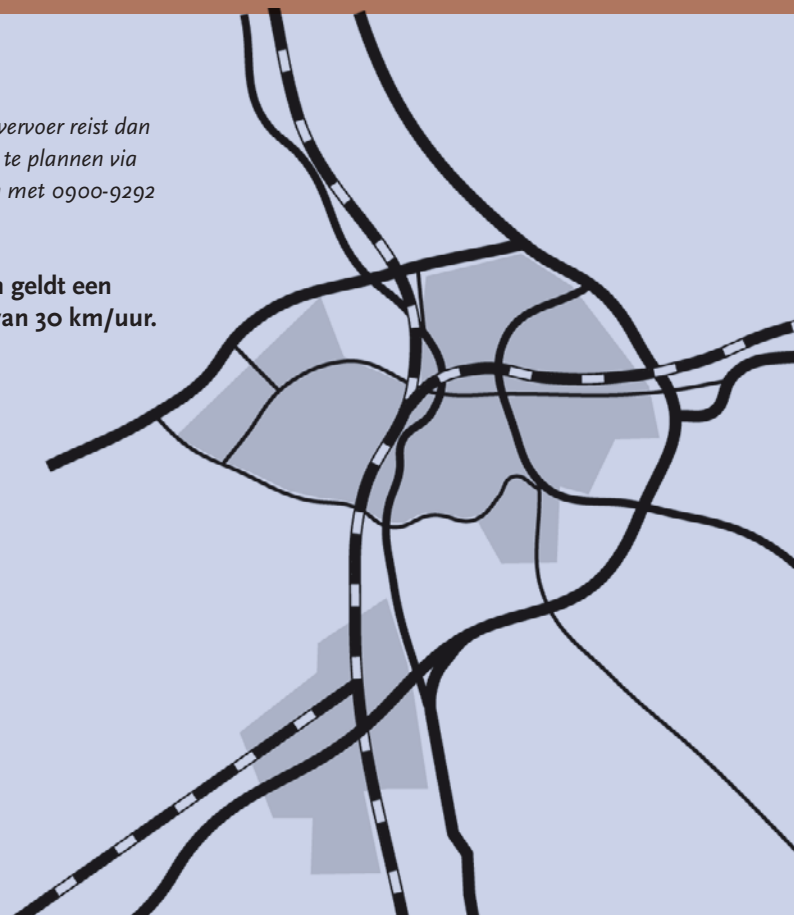 vervoer reist dan
te plannen via
met 0900-9292
geldt een
van 30 km/uur.